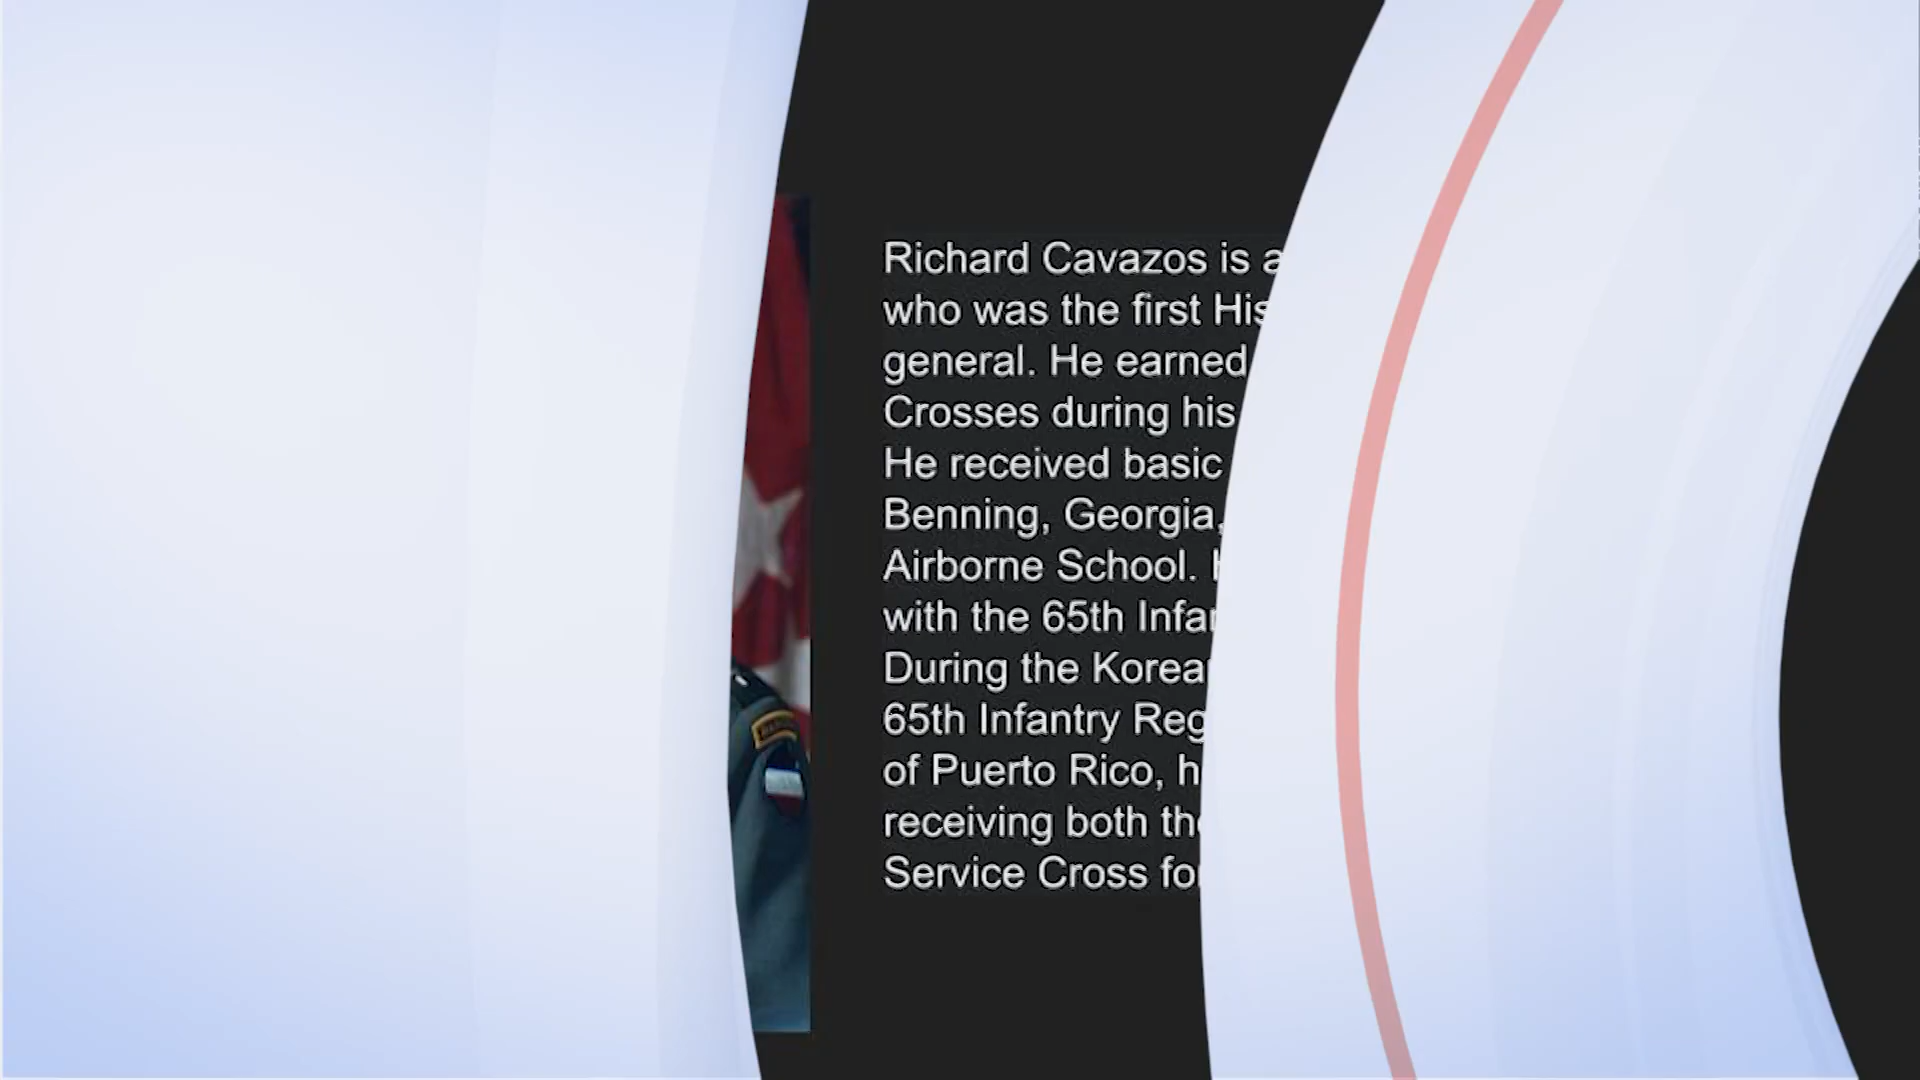 Richard Cavazos is a
who was the first His
general. He earned
Crosses during his
He received basic
Benning, Georgia,
Airborne School. H
with the 65th Infan
During the Korean
65th Infantry Reg
of Puerto Rico, h
receiving both the
Service Cross for